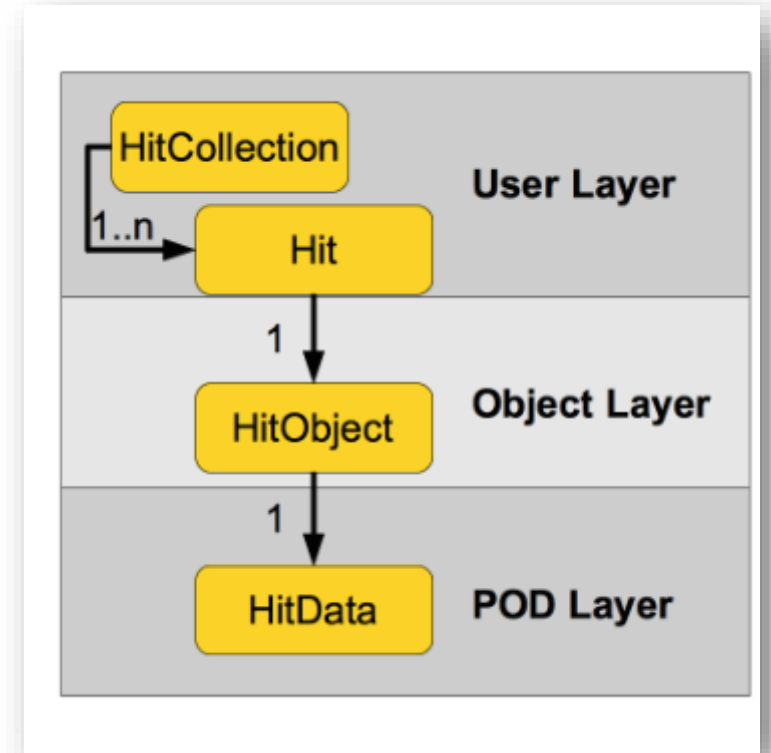 HitCollection
User Layer
1..n
Hit
1
HitObject
Object Layer
1
HitData
POD Layer